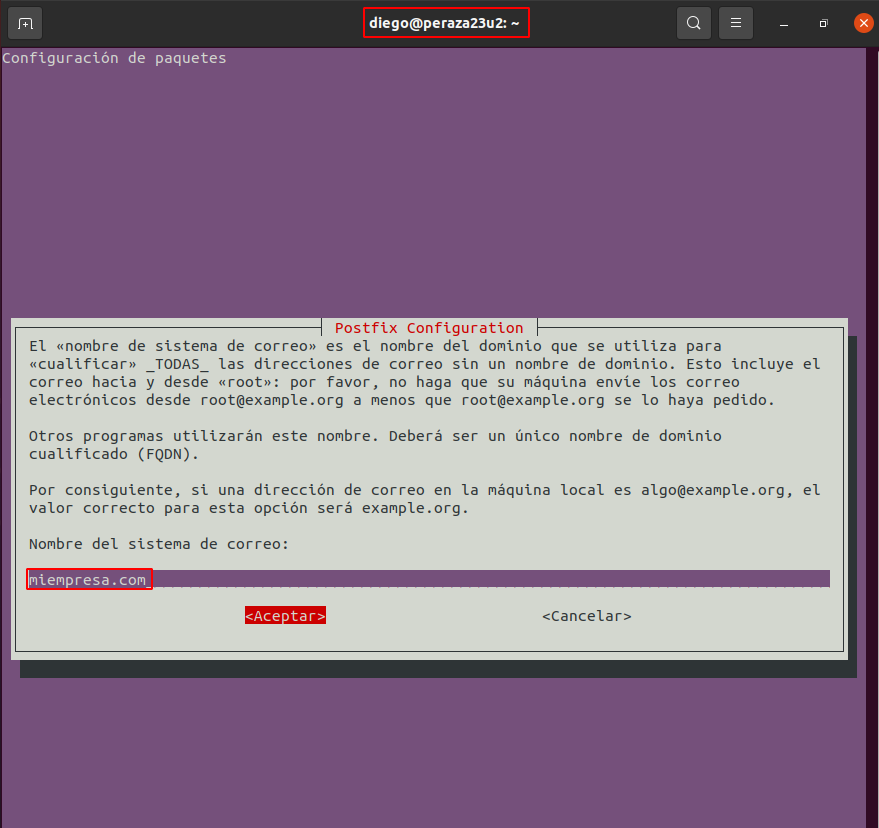 diego@peraza23u2: ~
Configuración de paquetes
Postfix Configuration
El «nombre de sistema de correo» es el nombre del dominio que se utiliza para
«cualificar» _TODAS_ las direcciones de correo sin un nombre de dominio. Esto incluye el
correo hacia y desde «root»: por favor, no haga que su máquina envíe los correo
electrónicos desde root@example.org a menos que root@example.org se lo haya pedido.
Otros programas utilizarán este nombre. Deberá ser un único nombre de dominio
cualificado (FQDN).
Por consiguiente, si una dirección de correo en la máquina local es algo@example.org, el
valor correcto para esta opción será example.org.
Nombre del sistema de correo:
miempresa.com
<Aceptar> <Cancelar>